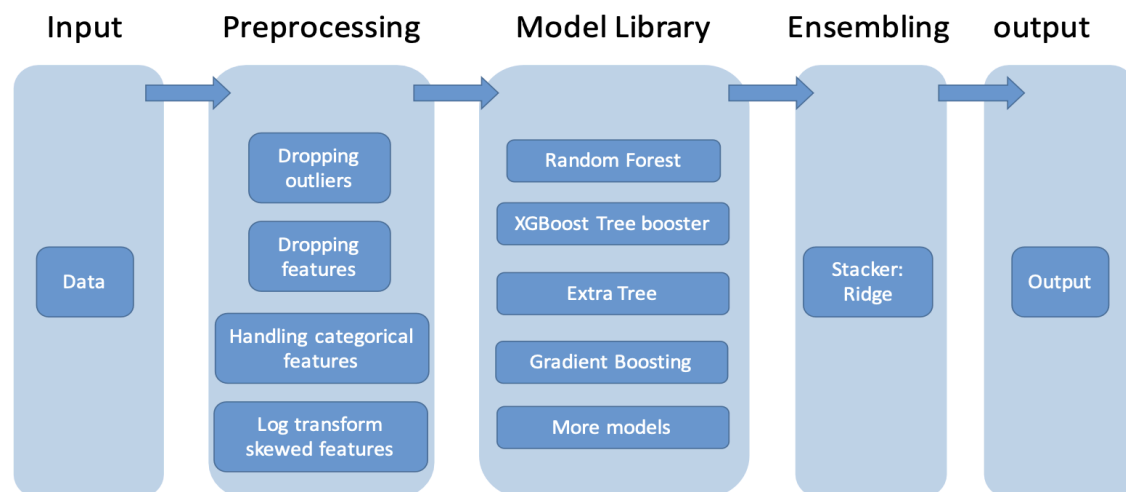 Input
Preprocessing
Model Library
Ensembling
output
Data
Dropping
outliers
Dropping
features
Handling categorical
features
Log transform
skewed features
Random Forest
XGBoost Tree booster
Extra Tree
Gradient Boosting
More models
Stacker:
Ridge
Output